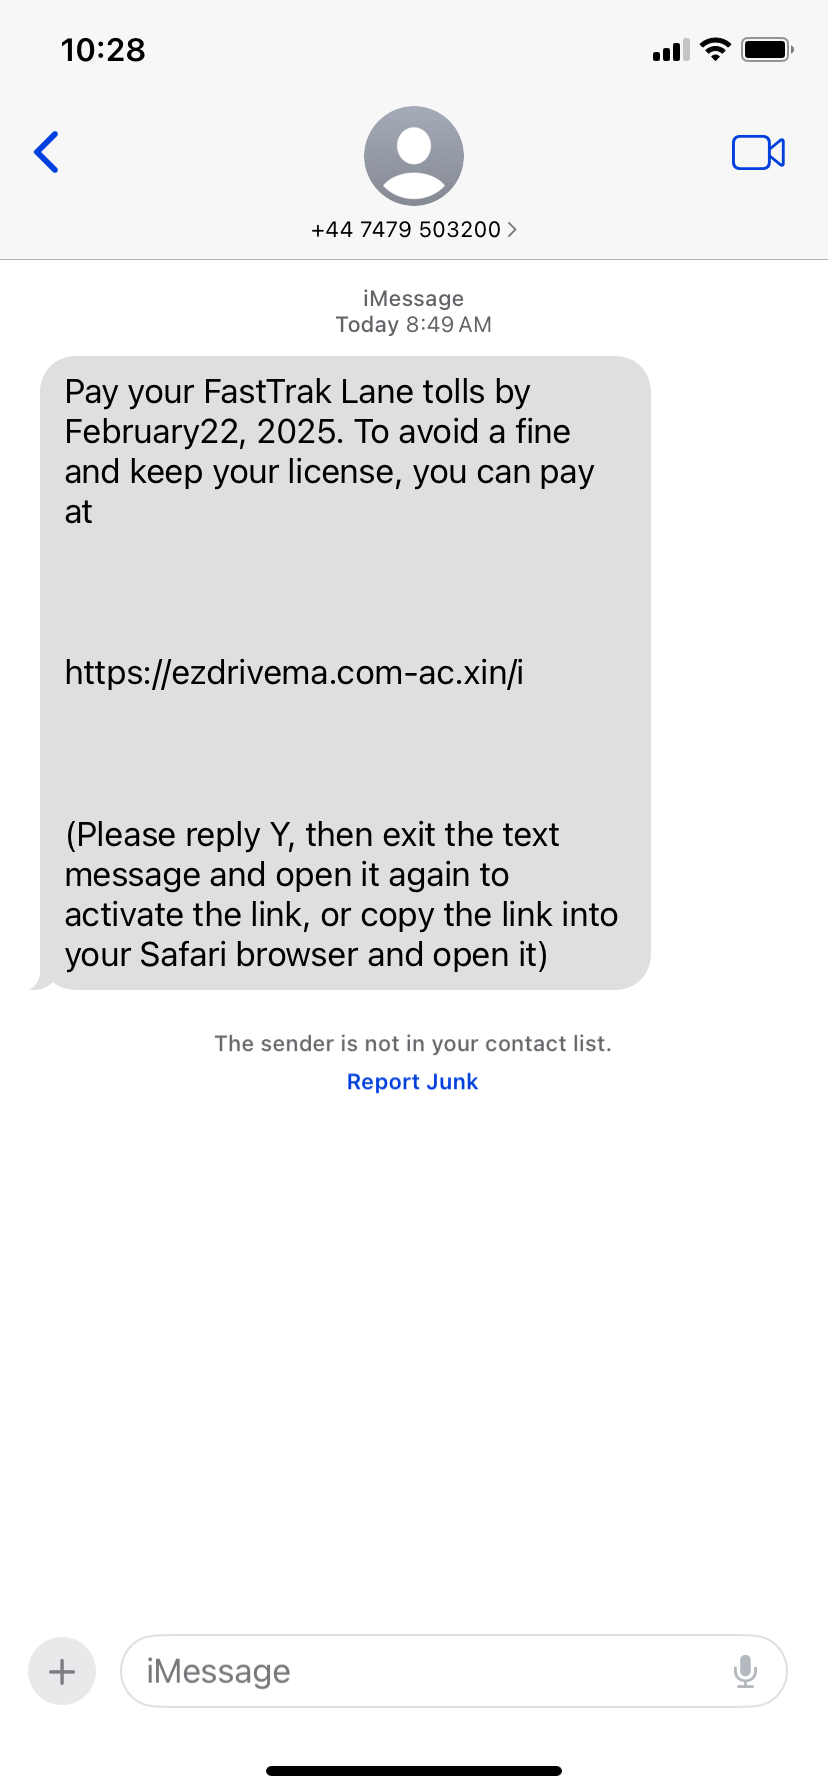 10:28
+44 7479 503200
iMessage
Today 8:49 AM
Pay your FastTrak Lane tolls by
February22, 2025. To avoid a fine
and keep your license, you can pay
at
https://ezdrivema.com-ac.xin/i
(Please reply Y, then exit the text
message and open it again to
activate the link, or copy the link into
your Safari browser and open it)
The sender is not in your contact list.
Report Junk
iMessage